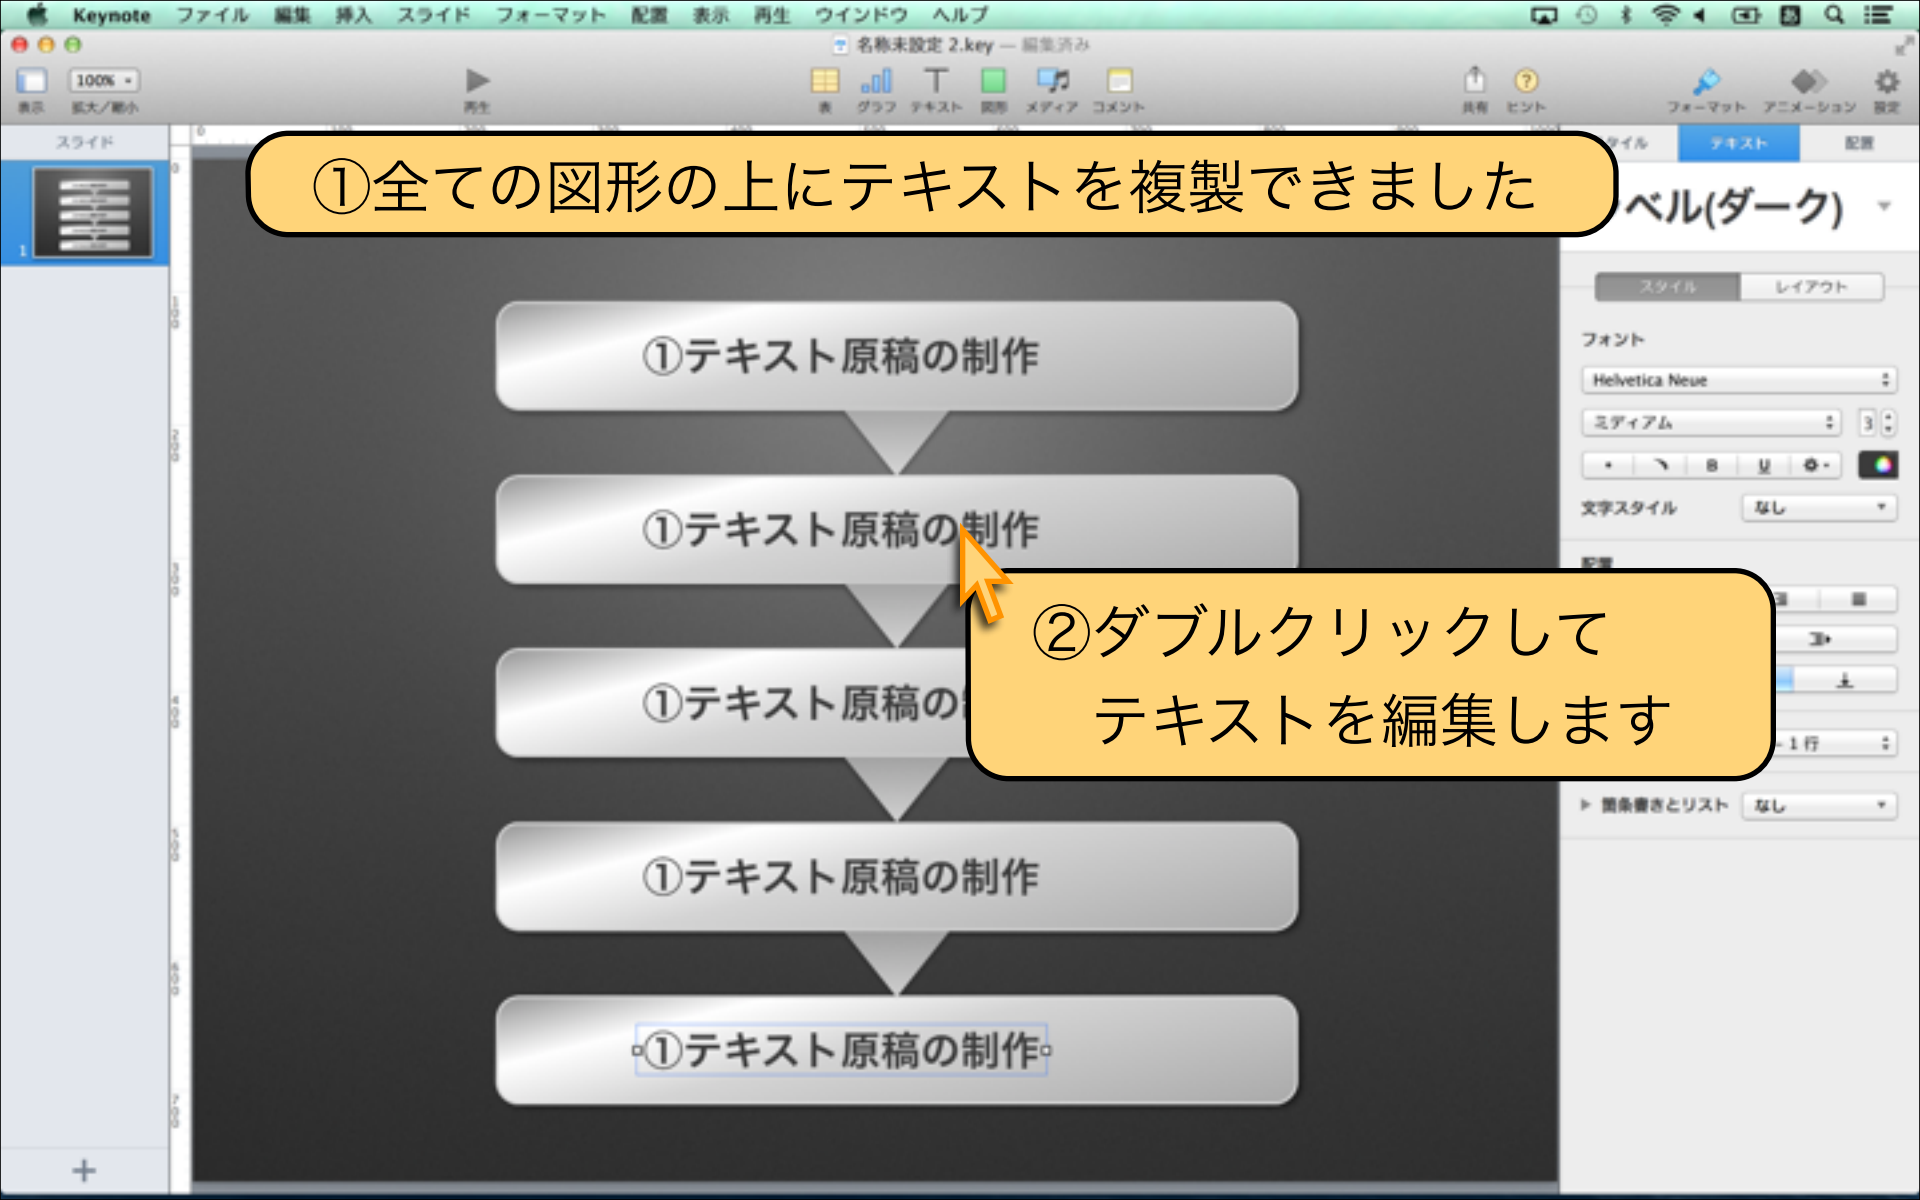 Keynote ファイル 編集 挿入 スライド フォーマット 配置 表示 再生 ウインドウ ヘルプ
名称未設定 2.key — 編集済み
100%
表示 拡大/縮小 再生 表 グラフ テキスト 図形 メディア コメント 共有 ヒント フォーマット アニメーション 設定
スライド
テキスト 配置
①全ての図形の上にテキストを複製できました
ベル(ダーク)
1
スタイル レイアウト
フォント
Helvetica Neue
ミディアム 3
B U
文字スタイル なし
配置
①テキスト原稿の制作
①テキスト原稿の制作
②ダブルクリックして
テキストを編集します
①テキスト原稿の
1行
箇条書きとリスト なし
①テキスト原稿の制作
①テキスト原稿の制作